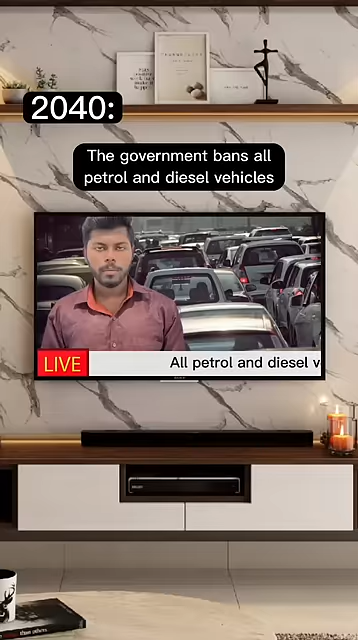 2040:
The government bans all
petrol and diesel vehicles
LIVE
All petrol and diesel v